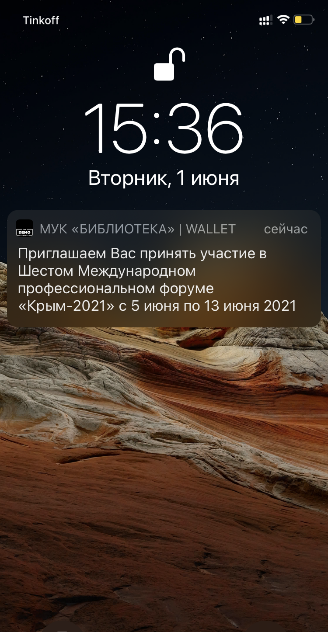 Tinkoff
15:36
Вторник, 1 июня
МУК «БИБЛИОТЕКА» | WALLET сейчас
Приглашаем Вас принять участие в
Шестом Международном
профессиональном форуме
«Крым-2021» с 5 июня по 13 июня 2021